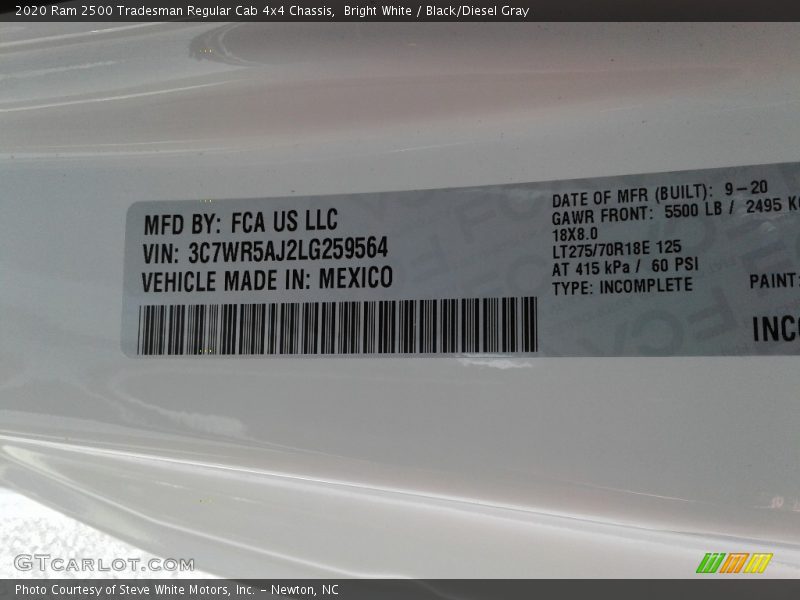 2020 Ram 2500 Tradesman Regular Cab 4x4 Chassis, Bright White / Black/Diesel Gray
MFD BY: FCA US LLC
VIN: 3C7WR5AJ2LG259564
VEHICLE MADE IN: MEXICO
DATE OF MFR (BUILT): 9-20
GAWR FRONT: 5500 LB / 2495 KG
18X8.0
LT275/70R18E 125
AT 415 kPa / 60 PSI
TYPE: INCOMPLETE
PAINT:
INCO
GTCarLot.com
Photo Courtesy of Steve White Motors, Inc. - Newton, NC